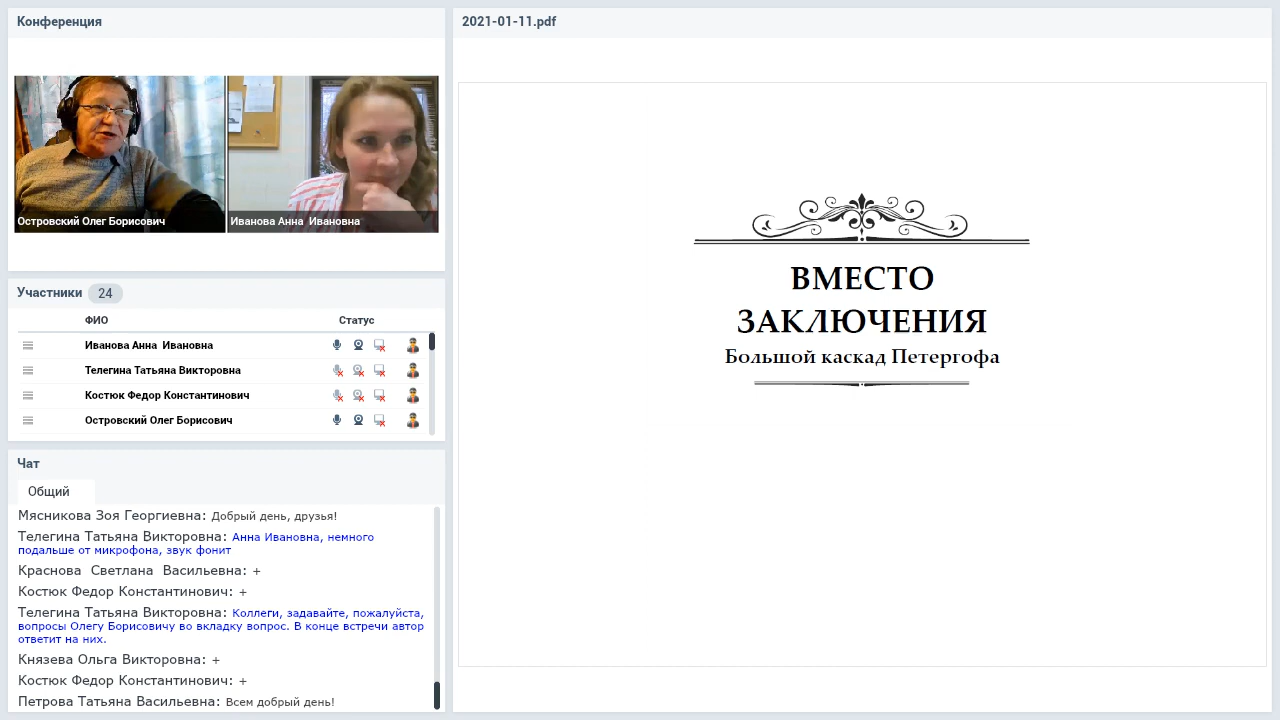 Конференция
Островский Олег Борисович
Иванова Анна Ивановна
Участники 24
ФИО Статус
Иванова Анна Ивановна
Телегина Татьяна Викторовна
Костюк Федор Константинович
Островский Олег Борисович
Чат
Общий
Мясникова Зоя Георгиевна: Добрый день, друзья!
Телегина Татьяна Викторовна: Анна Ивановна, немного
подальше от микрофона, звук фонит
Краснова Светлана Васильевна: +
Костюк Федор Константинович: +
Телегина Татьяна Викторовна: Коллеги, задавайте, пожалуйста,
вопросы Олегу Борисовичу во вкладку вопрос. В конце встречи автор
ответит на них.
Князева Ольга Викторовна: +
Костюк Федор Константинович: +
Петрова Татьяна Васильевна: Всем добрый день!
2021-01-11.pdf
ВМЕСТО
ЗАКЛЮЧЕНИЯ
Большой каскад Петергофа